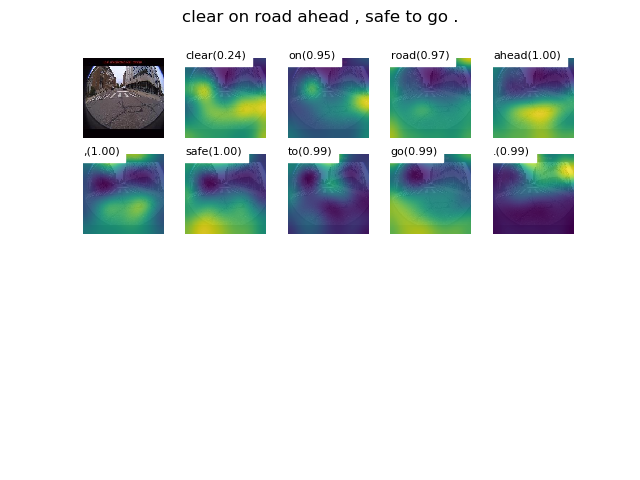 clear on road ahead , safe to go .
clear(0.24) on(0.95) road(0.97) ahead(1.00)
,(1.00) safe(1.00) to(0.99) go(0.99) .(0.99)